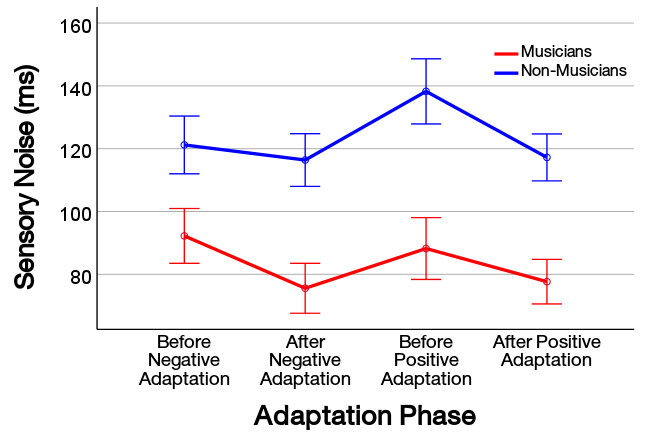 160
140
120
100
80
Sensory Noise (ms)
Musicians
Non-Musicians
Before
Negative
Adaptation
After
Negative
Adaptation
Before
Positive
Adaptation
After Positive
Adaptation
Adaptation Phase